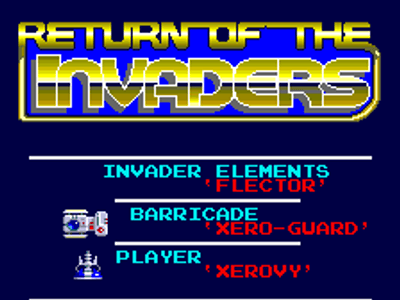 RETURN OF THE
INVADERS
INVADER ELEMENTS
'FLECTOR'
BARRICADE
'XERO-GUARD'
PLAYER
'XEROVY'